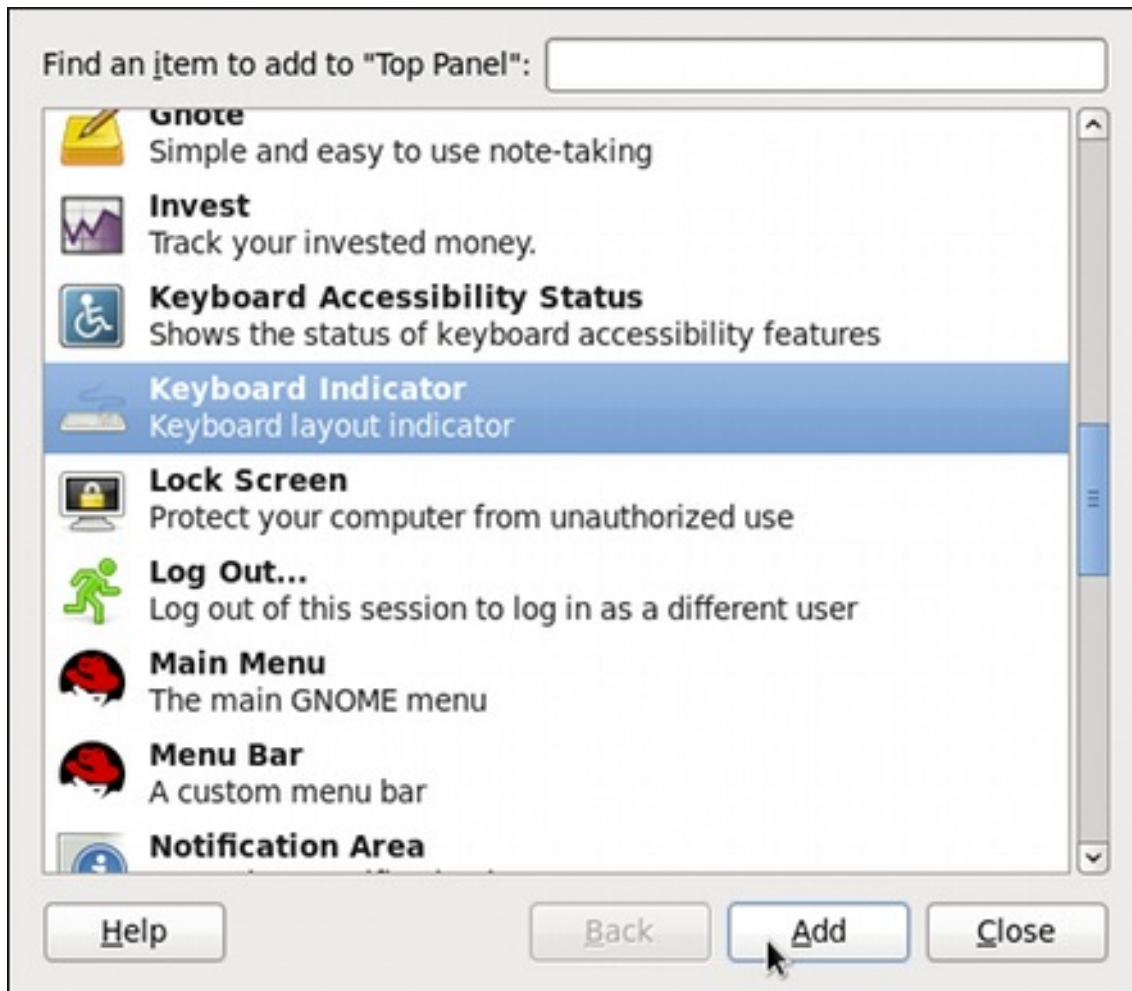 Find an item to add to "Top Panel":
Gnote
Simple and easy to use note-taking
Invest
Track your invested money.
Keyboard Accessibility Status
Shows the status of keyboard accessibility features
Keyboard Indicator
Keyboard layout indicator
Lock Screen
Protect your computer from unauthorized use
Log Out...
Log out of this session to log in as a different user
Main Menu
The main GNOME menu
Menu Bar
A custom menu bar
Notification Area
Help Back Add Close